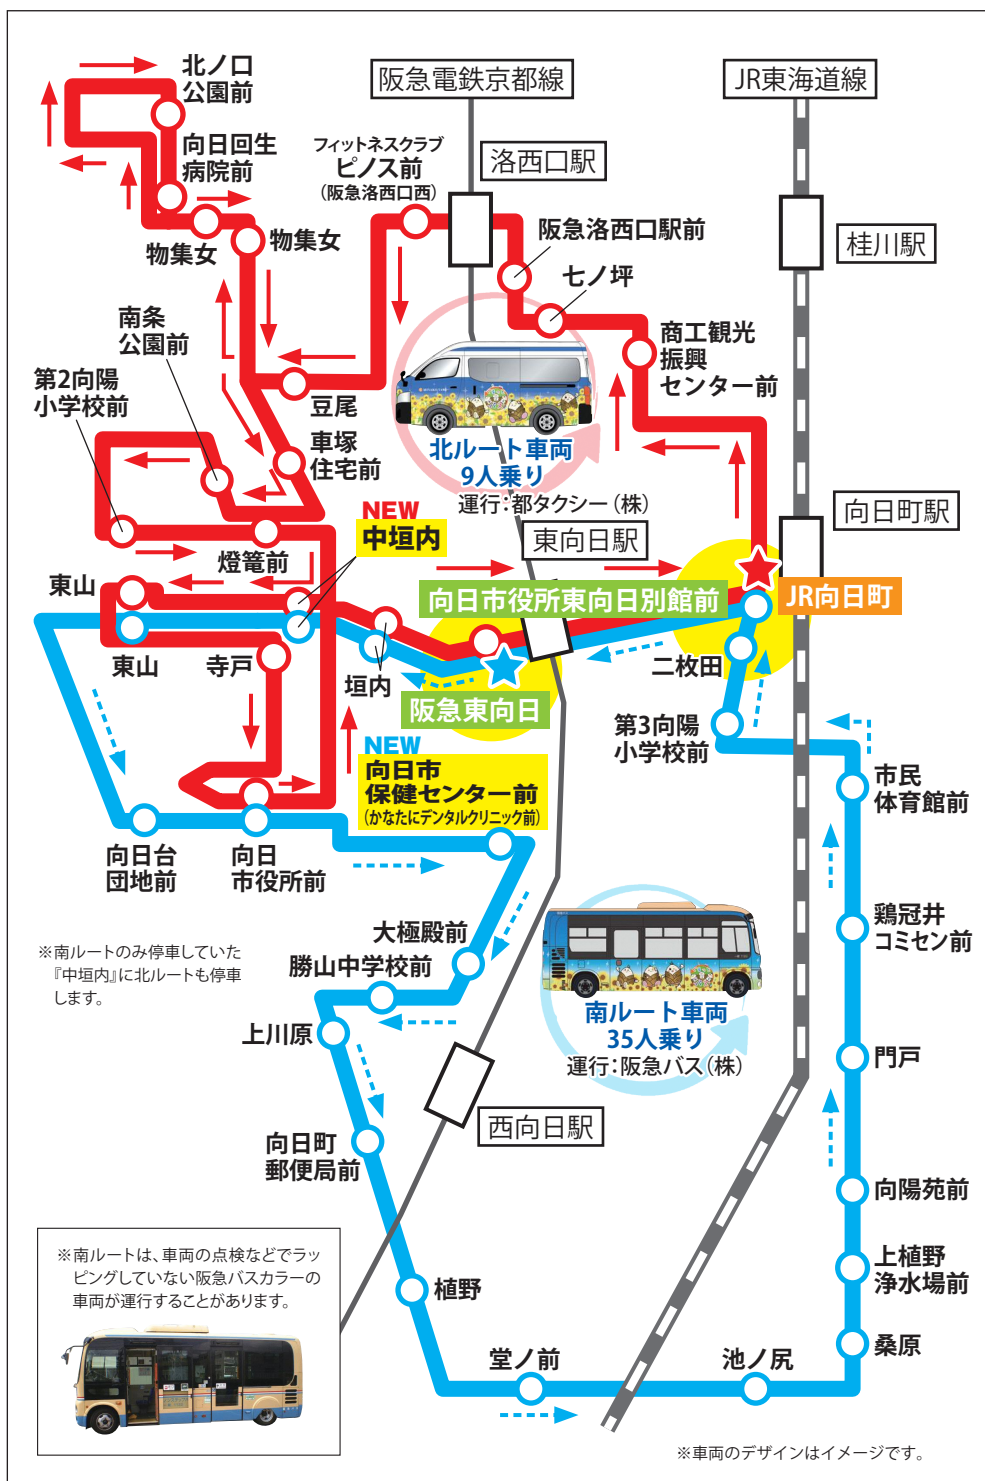 北ノ口
公園前
阪急電鉄京都線
JR東海道線
向日回生
病院前
フィットネスクラブ
ピノス前
(阪急洛西口西)
洛西口駅
物集女
物集女
阪急洛西口駅前
桂川駅
七ノ坪
南条
公園前
商工観光
振興
センター前
第2向陽
小学校前
豆尾
車塚
住宅前
北ルート車両
9人乗り
運行：都タクシー（株）
NEW
中垣内
向日町駅
東向日駅
燈篭前
東山
向日市役所東向日別館前
JR向日町
東山
寺戸
垣内
二枚田
阪急東向日
第3向陽
小学校前
NEW
向日市
保健センター前
(かなたにデンタルクリニック前)
市民
体育館前
向日台
団地前
向日
市役所前
大極殿前
鶏冠井
コミセン前
※南ルートのみ停車していた
『中垣内』に北ルートも停車
します。
勝山中学校前
上川原
南ルート車両
35人乗り
運行：阪急バス（株）
門戸
西向日駅
向日町
郵便局前
向陽苑前
※南ルートは、車両の点検などでラッ
ピングしていない阪急バスカラーの
車両が運行することがあります。
上植野
浄水場前
植野
桑原
堂ノ前
池ノ尻
※車両のデザインはイメージです。